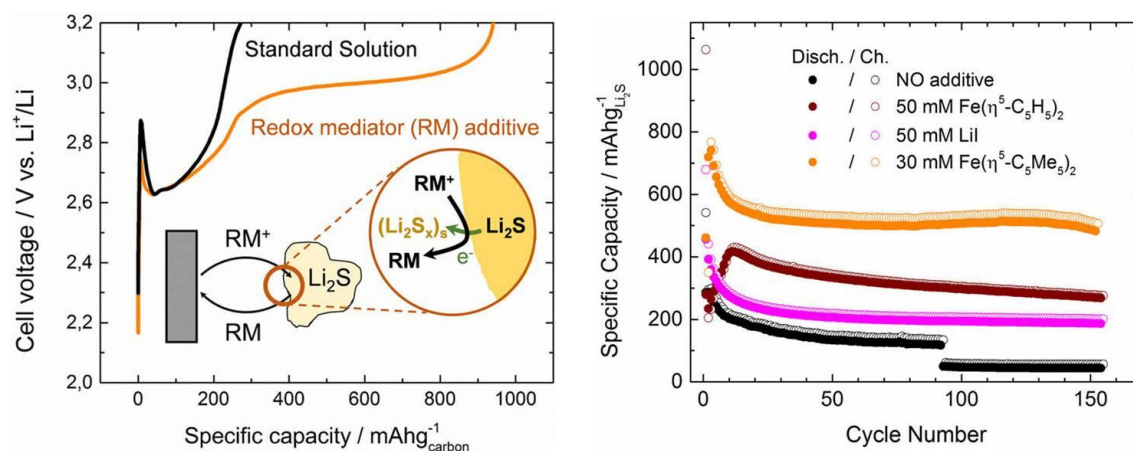 3,2
3,0
2,8
2,6
2,4
2,2
2,0
Cell voltage / V vs. Li⁺/Li
Standard Solution
Redox mediator (RM) additive
RM⁺
(Li₂Sₓ)ₛ
Li₂S
RM
e⁻
RM⁺
Li₂S
RM
0 200 400 600 800 1000
Specific capacity / mAhg⁻¹carbon
1000
800
600
400
200
0
Specific Capacity / mAhg⁻¹Li₂S
Disch. / Ch.
/ NO additive
/ 50 mM Fe(η⁵-C₅H₅)₂
/ 50 mM LiI
/ 30 mM Fe(η⁵-C₅Me₅)₂
0 50 100 150
Cycle Number